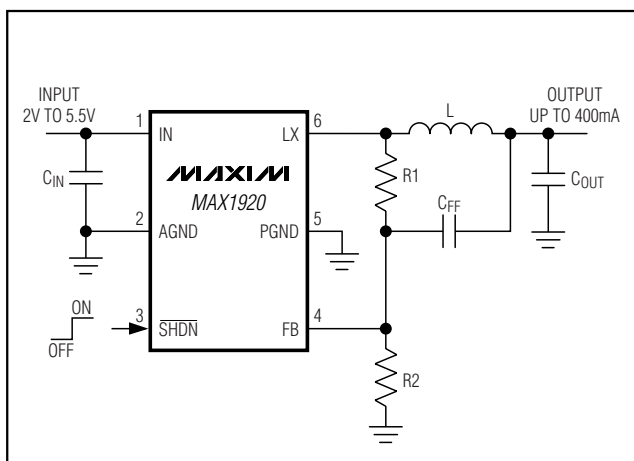 INPUT
2V TO 5.5V
OUTPUT
UP TO 400mA
1
IN
LX
6
L
CIN
MAXIM
MAX1920
R1
CFF
COUT
2
AGND
PGND
5
ON
OFF
3
SHDN
FB
4
R2